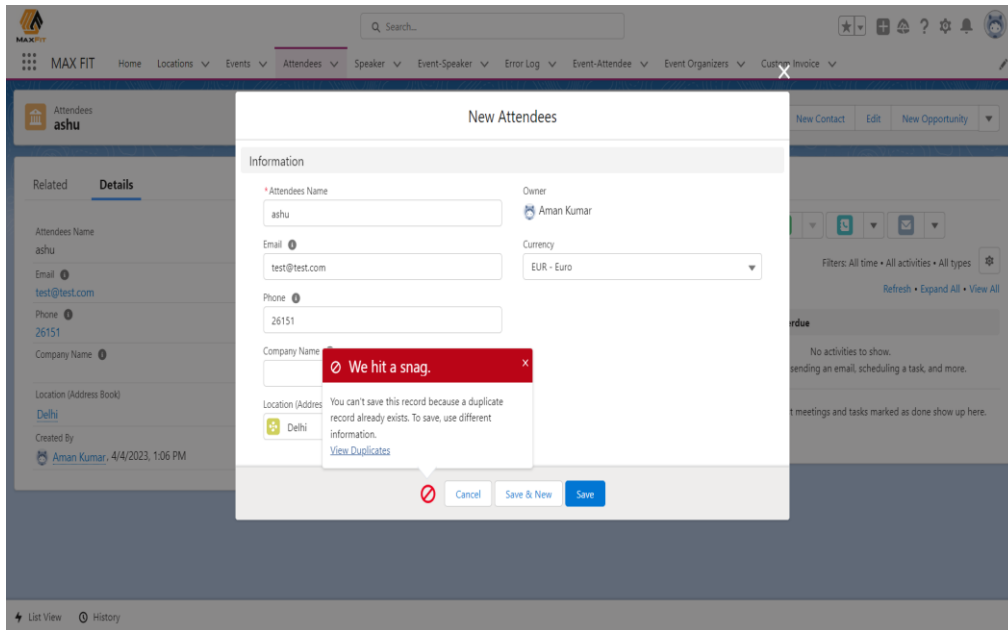 MAXFIT
Search...
MAX FIT Home Locations Events Attendees Speaker Event-Speaker Error Log Event-Attendee Event Organizers Custom Invoice
Attendees
ashu
New Contact Edit New Opportunity
Related Details
Attendees Name
ashu
Email
test@test.com
Phone
26151
Company Name
Location (Address Book)
Delhi
Created By
Aman Kumar, 4/4/2023, 1:06 PM
New Attendees
Information
*Attendees Name
ashu
Owner
Aman Kumar
Email
test@test.com
Currency
EUR - Euro
Phone
26151
Company Name
Location (Addres
Delhi
We hit a snag.
You can't save this record because a duplicate
record already exists. To save, use different
information.
View Duplicates
Cancel Save & New Save
Filters: All time • All activities • All types
Refresh • Expand All • View All
rdue
No activities to show.
sending an email, scheduling a task, and more.
t meetings and tasks marked as done show up here.
List View History